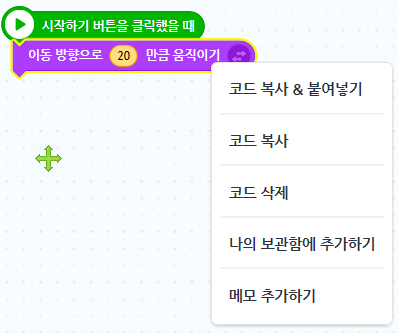 시작하기 버튼을 클릭했을 때
이동 방향으로 20 만큼 움직이기
코드 복사 & 붙여넣기
코드 복사
코드 삭제
나의 보관함에 추가하기
메모 추가하기